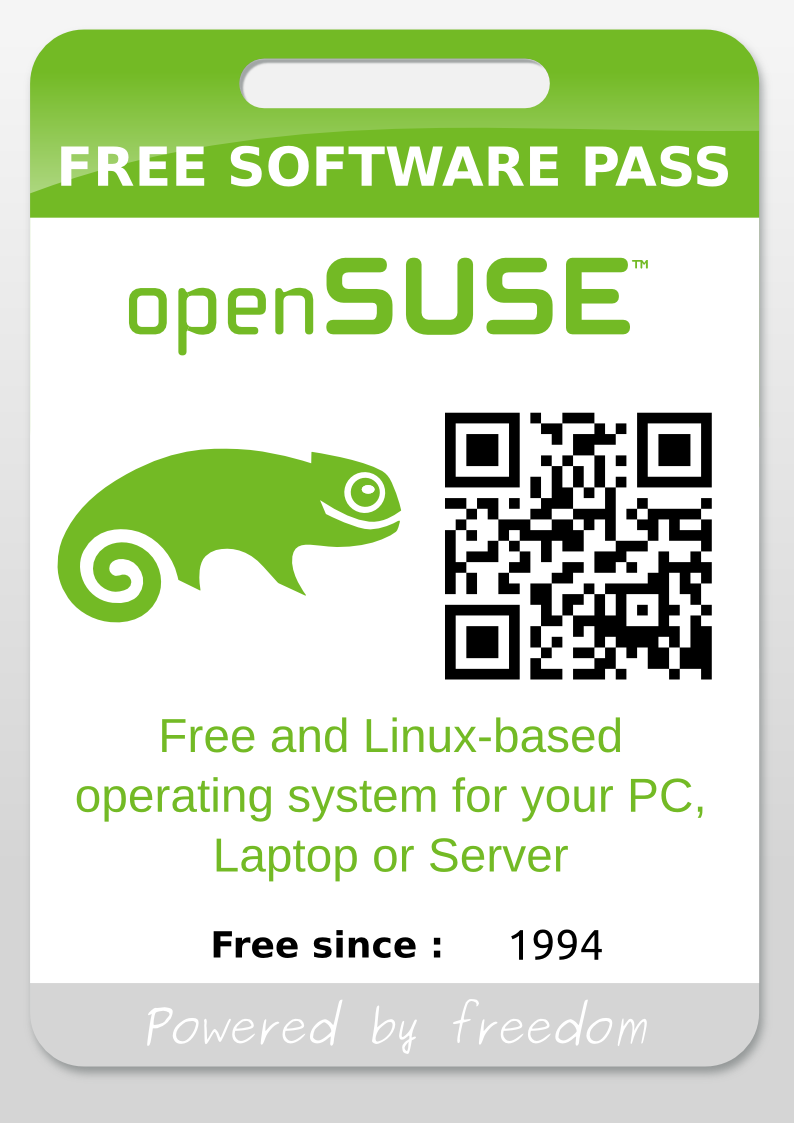 FREE SOFTWARE PASS
openSUSE™
Free and Linux-based
operating system for your PC,
Laptop or Server
Free since : 1994
Powered by freedom